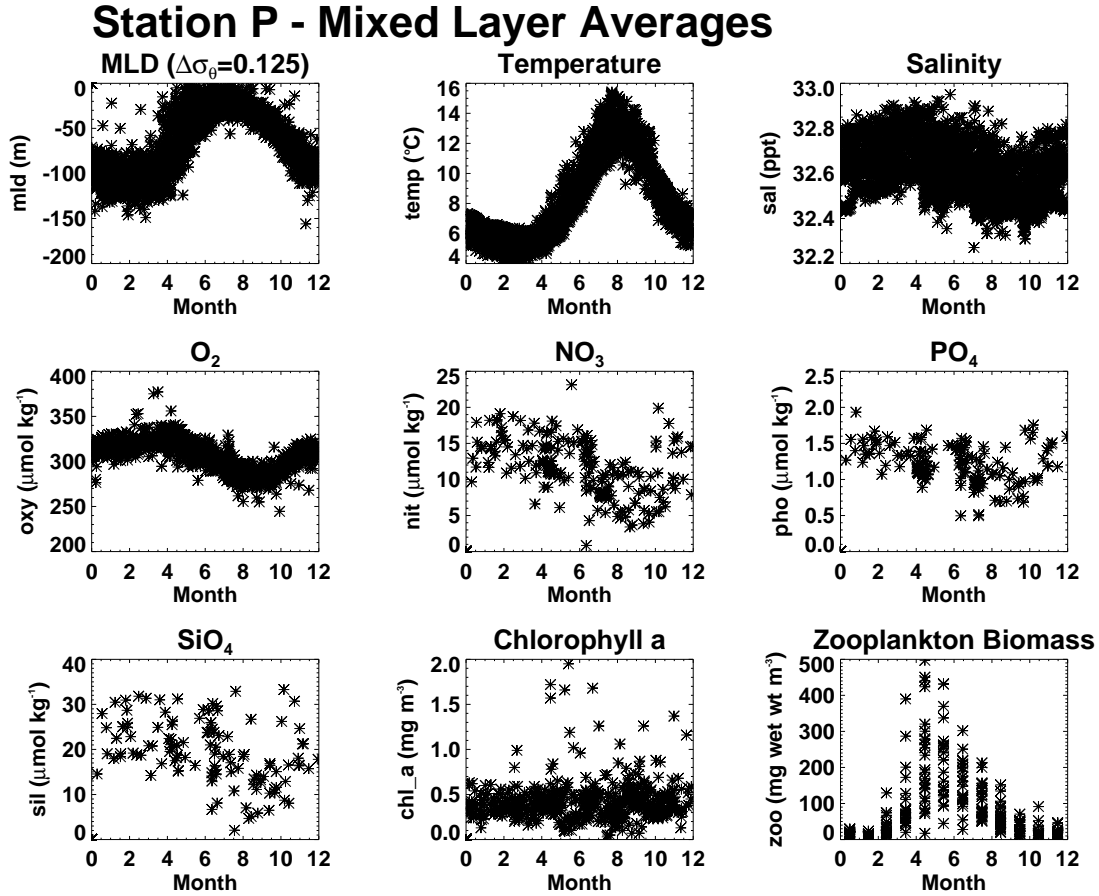 Station P - Mixed Layer Averages
MLD (Δσθ=0.125)
mld (m)
0
-50
-100
-150
-200
0 2 4 6 8 10 12
Month
Temperature
temp (°C)
16
14
12
10
8
6
4
0 2 4 6 8 10 12
Month
Salinity
sal (ppt)
33.0
32.8
32.6
32.4
32.2
0 2 4 6 8 10 12
Month
O₂
oxy (μmol kg⁻¹)
400
350
300
250
200
0 2 4 6 8 10 12
Month
NO₃
nit (μmol kg⁻¹)
25
20
15
10
5
0
0 2 4 6 8 10 12
Month
PO₄
pho (μmol kg⁻¹)
2.5
2.0
1.5
1.0
0.5
0.0
0 2 4 6 8 10 12
Month
SiO₄
sil (μmol kg⁻¹)
40
30
20
10
0
0 2 4 6 8 10 12
Month
Chlorophyll a
chl_a (mg m⁻³)
2.0
1.5
1.0
0.5
0.0
0 2 4 6 8 10 12
Month
Zooplankton Biomass
zoo (mg wet wt m⁻³)
500
400
300
200
100
0
0 2 4 6 8 10 12
Month